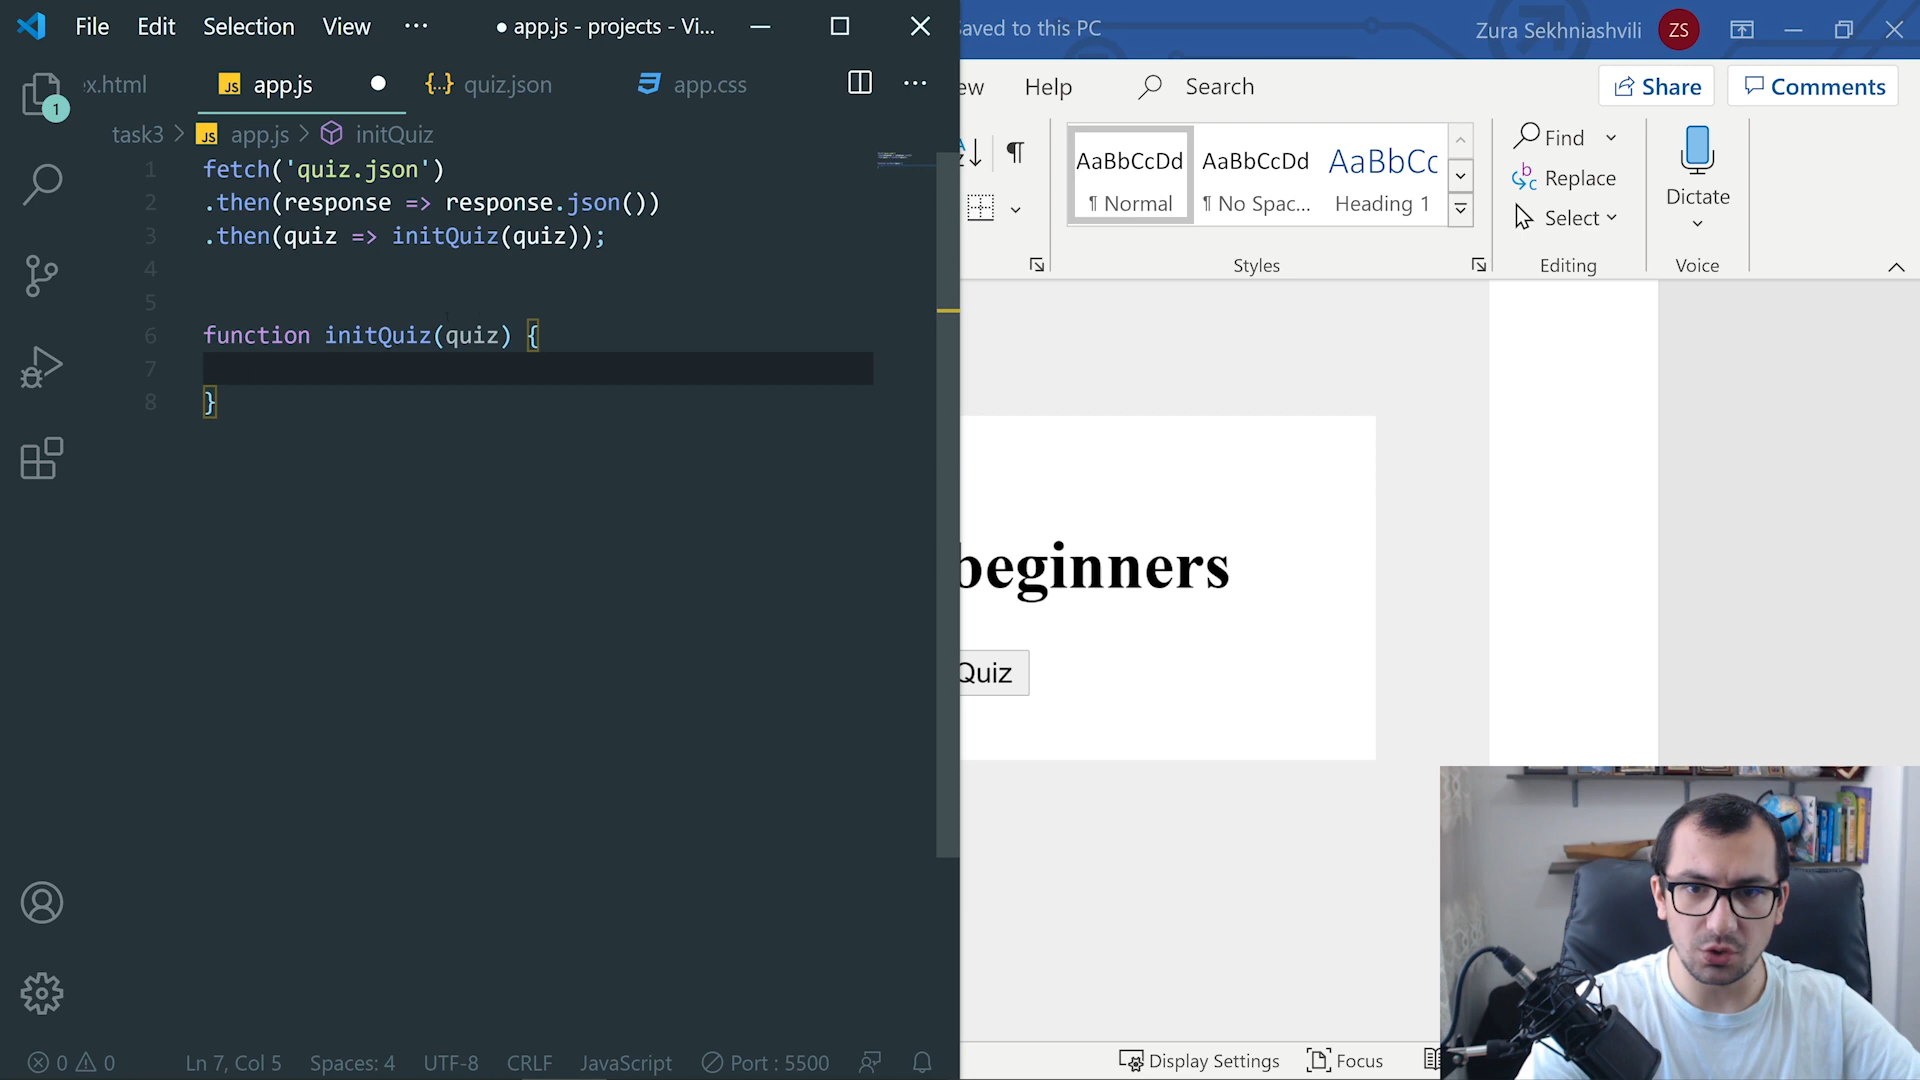 File Edit Selection View ··· ● app.js - projects - Vi...
x.html app.js quiz.json app.css ···
1
task3 > app.js > initQuiz
1 fetch('quiz.json')
2 .then(response => response.json())
3 .then(quiz => initQuiz(quiz));
4
5
6 function initQuiz(quiz) {
7
8 }
0 0 Ln 7, Col 5 Spaces: 4 UTF-8 CRLF JavaScript Port : 5500
Saved to this PC Zura Sekhniashvili ZS
ew Help Search Share Comments
AaBbCcDd AaBbCcDd AaBbCc
¶ Normal ¶ No Spac... Heading 1
Styles
Find
Replace
Select
Editing
Dictate
Voice
beginners
Quiz
Display Settings Focus